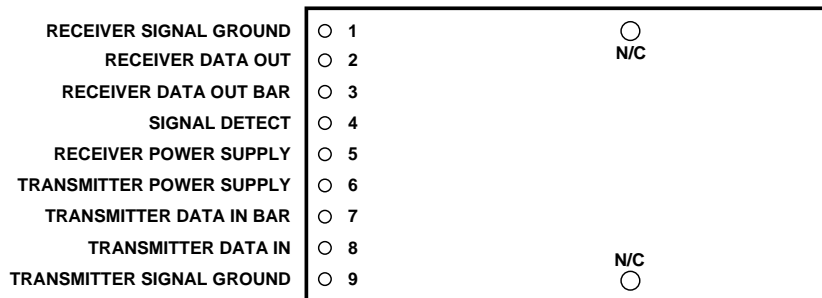 RECEIVER SIGNAL GROUND 1
N/C
RECEIVER DATA OUT 2
RECEIVER DATA OUT BAR 3
SIGNAL DETECT 4
RECEIVER POWER SUPPLY 5
TRANSMITTER POWER SUPPLY 6
TRANSMITTER DATA IN BAR 7
TRANSMITTER DATA IN 8
N/C
TRANSMITTER SIGNAL GROUND 9